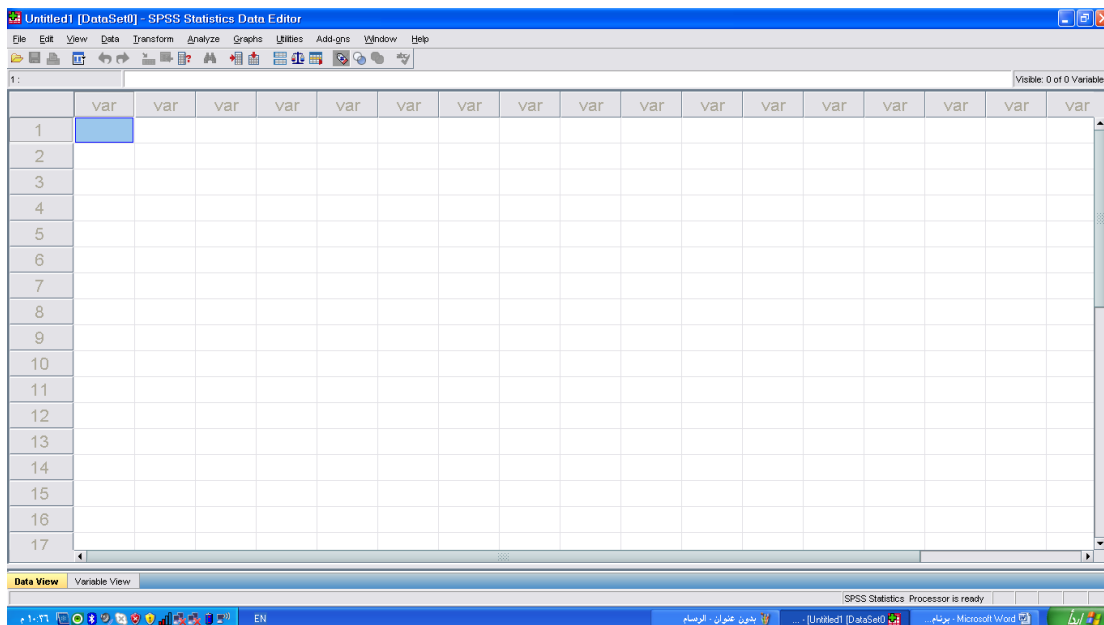 Untitled1 [DataSet0] - SPSS Statistics Data Editor
File Edit View Data Transform Analyze Graphs Utilities Add-ons Window Help
1 :
Visible: 0 of 0 Variable
var var var var var var var var var var var var var var var var var
1
2
3
4
5
6
7
8
9
10
11
12
13
14
15
16
17
Data View Variable View
SPSS Statistics Processor is ready
١٠:٢٦ م EN بدون عنوان - الرسام ... - [Untitled1 [DataSet0 ...برنام - Microsoft Word ابدأ